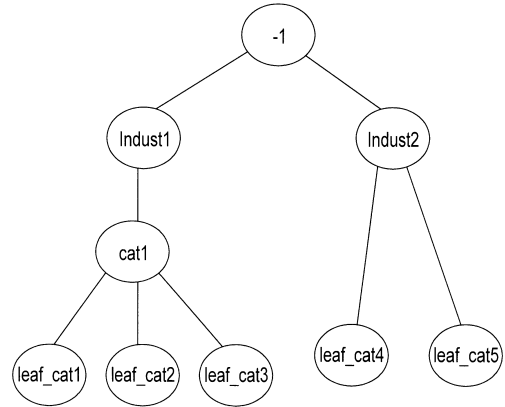 -1
Indust1
Indust2
cat1
leaf_cat1
leaf_cat2
leaf_cat3
leaf_cat4
leaf_cat5